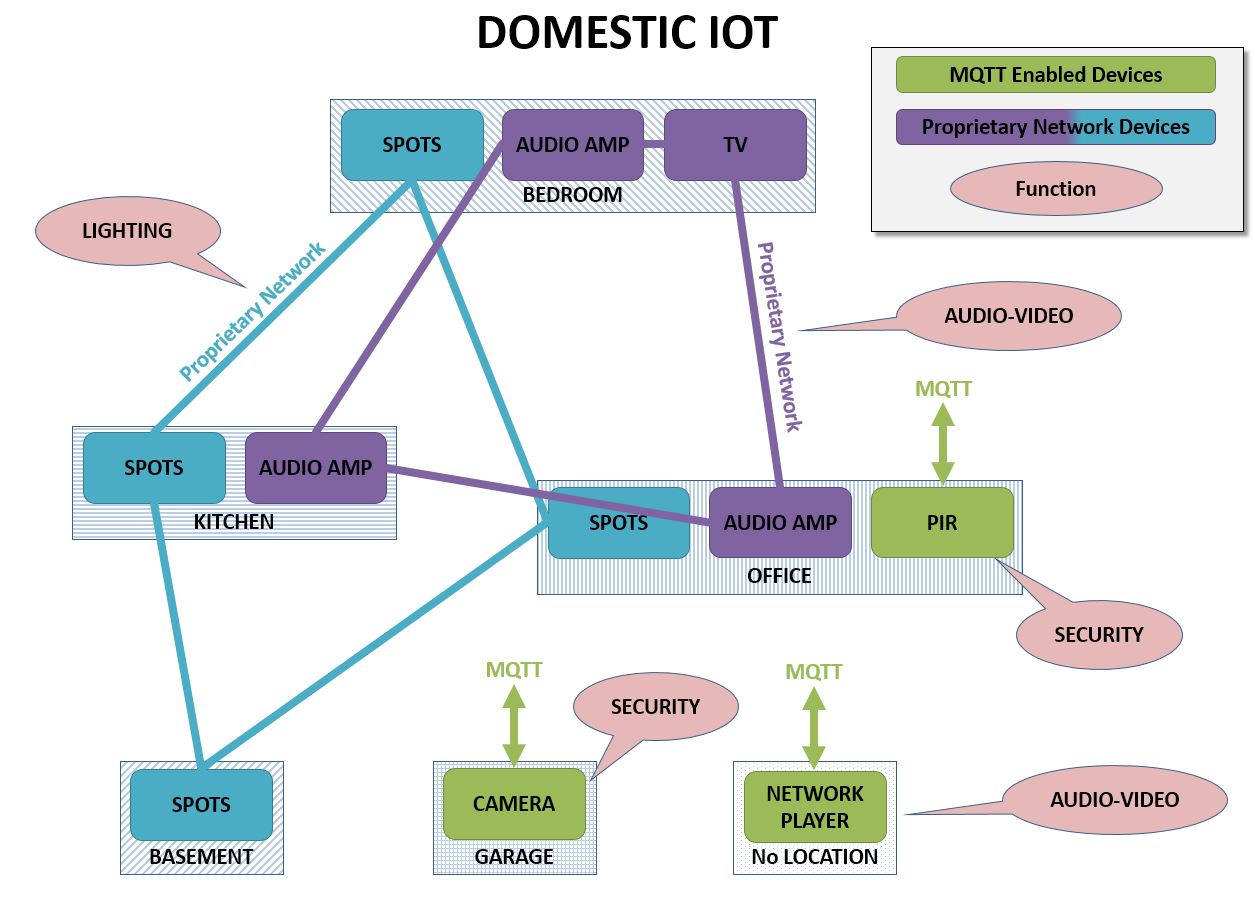 DOMESTIC IOT
MQTT Enabled Devices
Proprietary Network Devices
Function
SPOTS
AUDIO AMP
TV
BEDROOM
LIGHTING
Proprietary Network
Proprietary Network
AUDIO-VIDEO
MQTT
SPOTS
AUDIO AMP
KITCHEN
SPOTS
AUDIO AMP
PIR
OFFICE
SECURITY
MQTT
SECURITY
MQTT
SPOTS
BASEMENT
CAMERA
GARAGE
NETWORK
PLAYER
No LOCATION
AUDIO-VIDEO